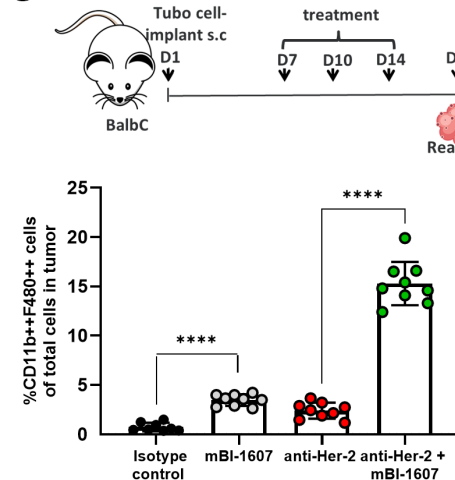 Tubo cell-
implant s.c
treatment
D1
D7
D10
D14
D
BalbC
Rea
%CD11b++F480++ cells
of total cells in tumor
25
20
15
10
5
0
****
****
Isotype
control
mBI-1607
anti-Her-2
anti-Her-2 +
mBI-1607